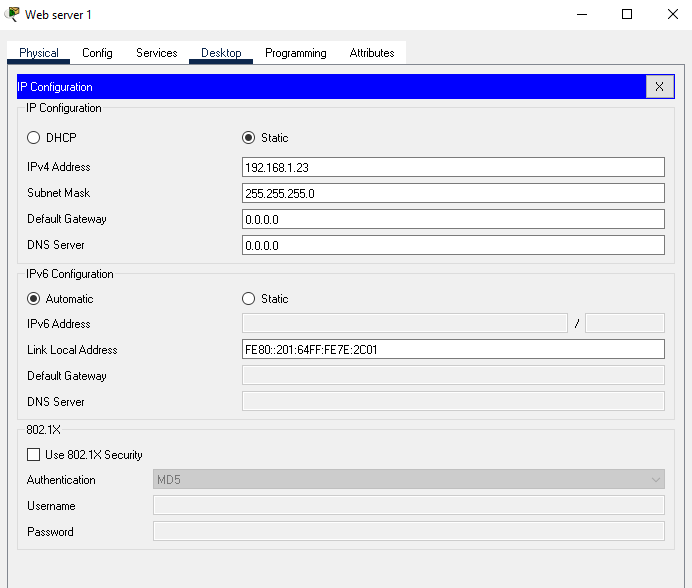 Web server 1
Physical Config Services Desktop Programming Attributes
IP Configuration
X
IP Configuration
DHCP Static
IPv4 Address 192.168.1.23
Subnet Mask 255.255.255.0
Default Gateway 0.0.0.0
DNS Server 0.0.0.0
IPv6 Configuration
Automatic Static
IPv6 Address /
Link Local Address FE80::201:64FF:FE7E:2C01
Default Gateway
DNS Server
802.1X
Use 802.1X Security
Authentication MD5
Username
Password